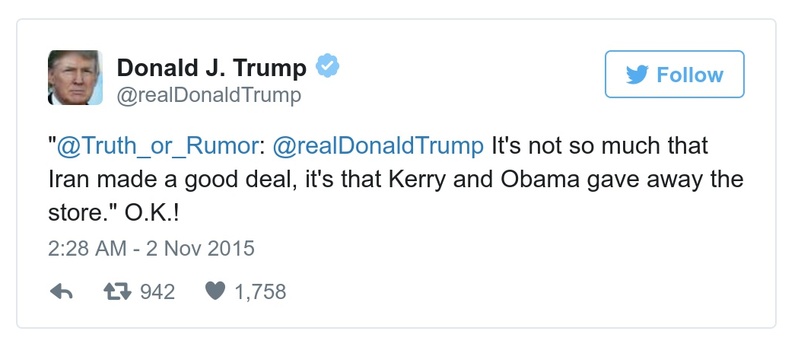 Donald J. Trump
@realDonaldTrump
Follow
"@Truth_or_Rumor: @realDonaldTrump It's not so much that
Iran made a good deal, it's that Kerry and Obama gave away the
store." O.K.!
2:28 AM - 2 Nov 2015
942 1,758